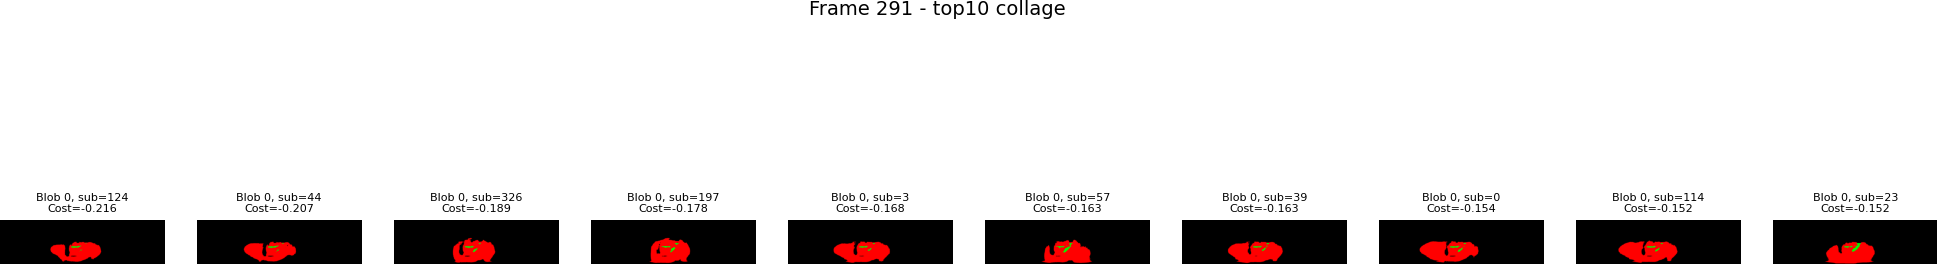 Frame 291 - top10 collage
Blob 0, sub=124
Cost=-0.216
Blob 0, sub=44
Cost=-0.207
Blob 0, sub=326
Cost=-0.189
Blob 0, sub=197
Cost=-0.178
Blob 0, sub=3
Cost=-0.168
Blob 0, sub=57
Cost=-0.163
Blob 0, sub=39
Cost=-0.163
Blob 0, sub=0
Cost=-0.154
Blob 0, sub=114
Cost=-0.152
Blob 0, sub=23
Cost=-0.152